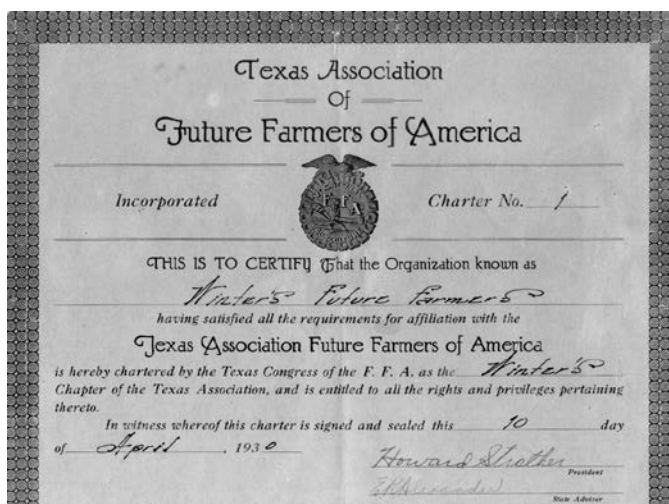 Texas Association
Of
Future Farmers of America
Incorporated
Charter No. 1
F F A
THIS IS TO CERTIFY That the Organization known as
Winter's Future Farmers
having satisfied all the requirements for affiliation with the
Texas Association Future Farmers of America
is hereby chartered by the Texas Congress of the F. F. A. as the Winter's
Chapter of the Texas Association, and is entitled to all the rights and privileges pertaining
thereto.
In witness whereof this charter is signed and sealed this 10 day
of April , 1930
Howard Strother
President
Alexander
State Adviser